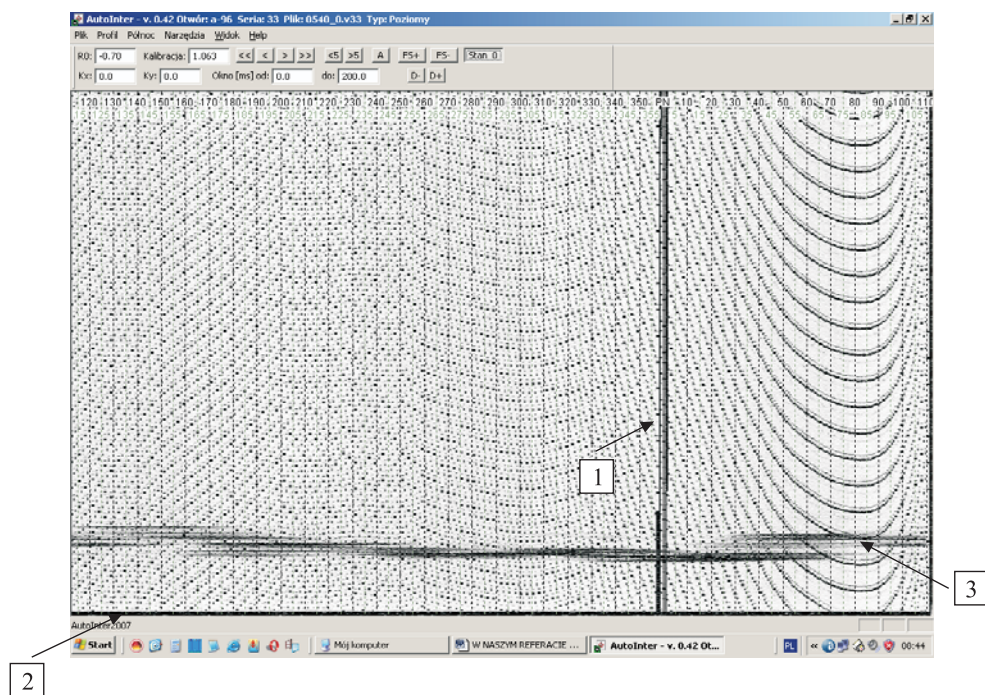 AutoInter - v. 0.42 Otwór: a-96 Seria: 33 Plik: 0540_0.v33 Typ: Poziomy
Plik Profil Północ Narzędzia Widok Help
R0: -0.70 Kalibracja: 1.063 << < > >> <5 >5 A FS+ FS- Stan 0
Kx: 0.0 Ky: 0.0 Okno [ms] od: 0.0 do: 200.0 D- D+
120 130 140 150 160 170 180 190 200 210 220 230 240 250 260 270 280 290 300 310 320 330 340 350 PN 10 20 30 40 50 60 70 80 90 100 110
1
3
AutoInter2007
Start Mój komputer W NASZYM REFERACIE ... AutoInter - v. 0.42 Ot... PL « 00:44
2